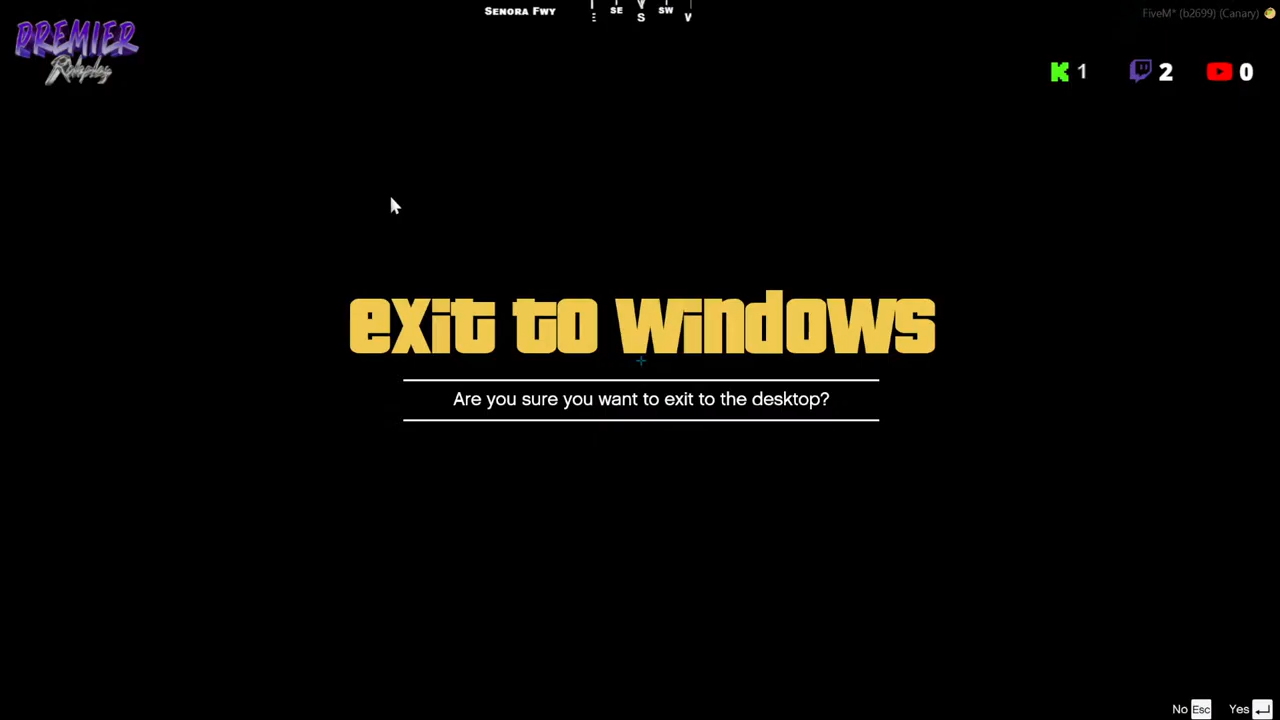 PREMIER
Roleplay
Senora Fwy
E SE S SW W
FiveM* (b2699) (Canary)
1 2 0
exit to windows
Are you sure you want to exit to the desktop?
No Esc Yes